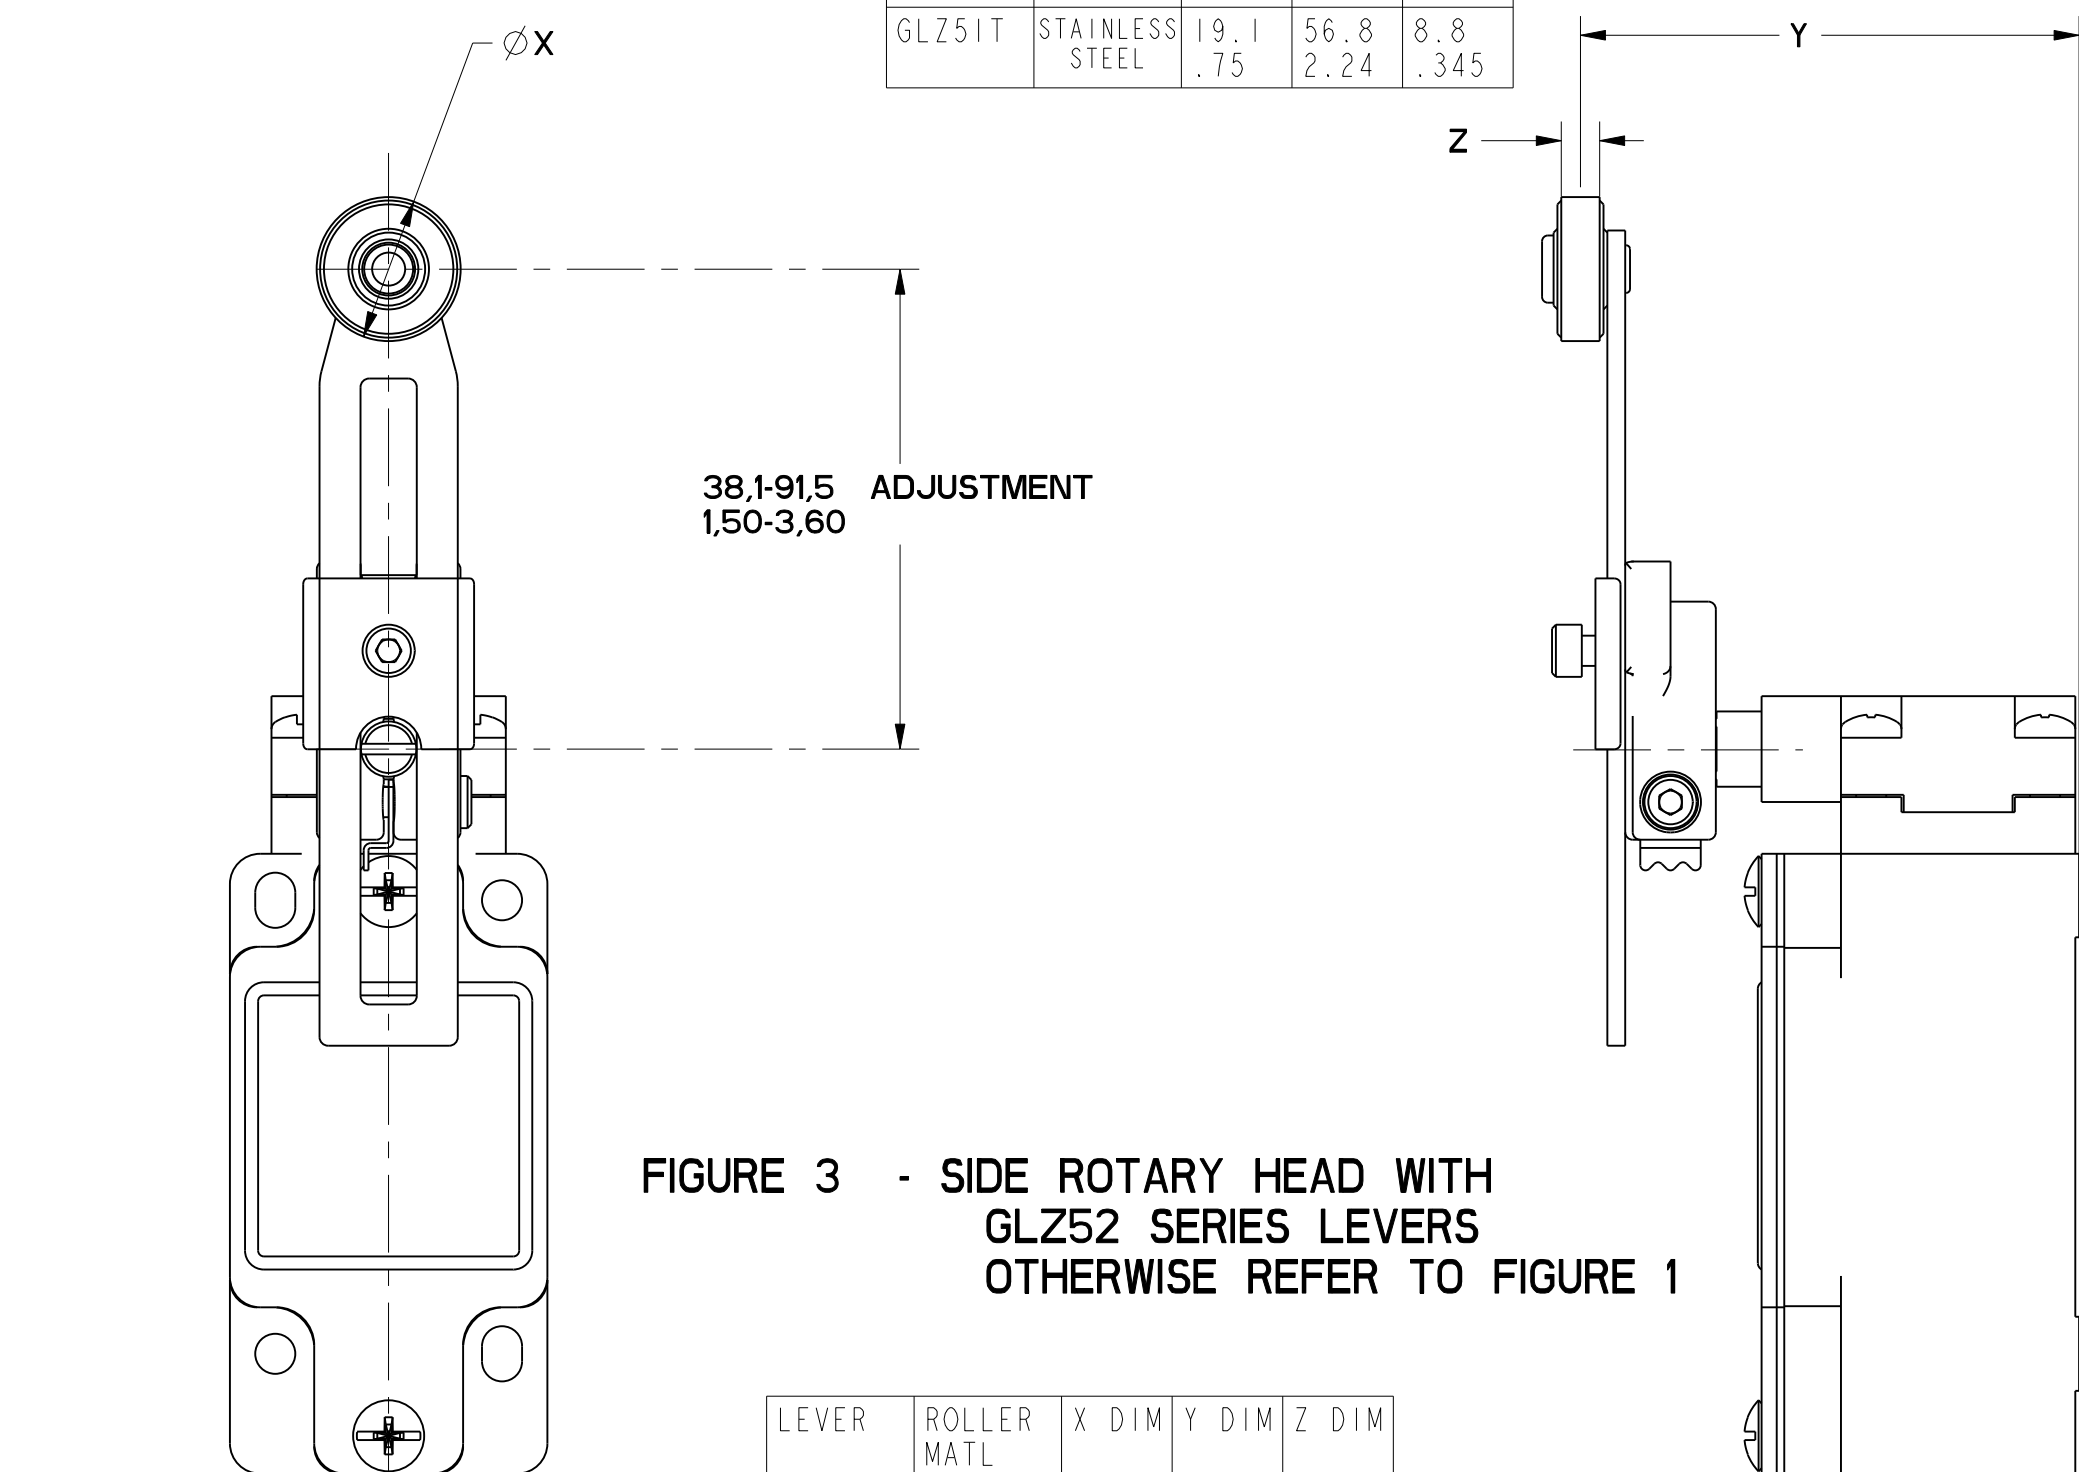 GLZ51T STAINLESS STEEL 19.1 .75 56.8 2.24 8.8 .345
∅X
Y
Z
38,1-91,5 ADJUSTMENT
1,50-3,60
FIGURE 3 - SIDE ROTARY HEAD WITH
GLZ52 SERIES LEVERS
OTHERWISE REFER TO FIGURE 1
LEVER ROLLER MATL X DIM Y DIM Z DIM